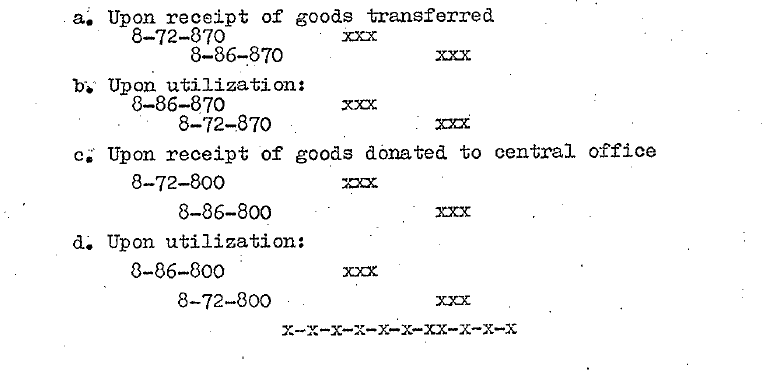 a. Upon receipt of goods transferred
8-72-870 xxx
8-86-870 xxx
b. Upon utilization:
8-86-870 xxx
8-72-870 xxx
c. Upon receipt of goods donated to central office
8-72-800 xxx
8-86-800 xxx
d. Upon utilization:
8-86-800 xxx
8-72-800 xxx
x-x-x-x-x-x-xx-x-x-x